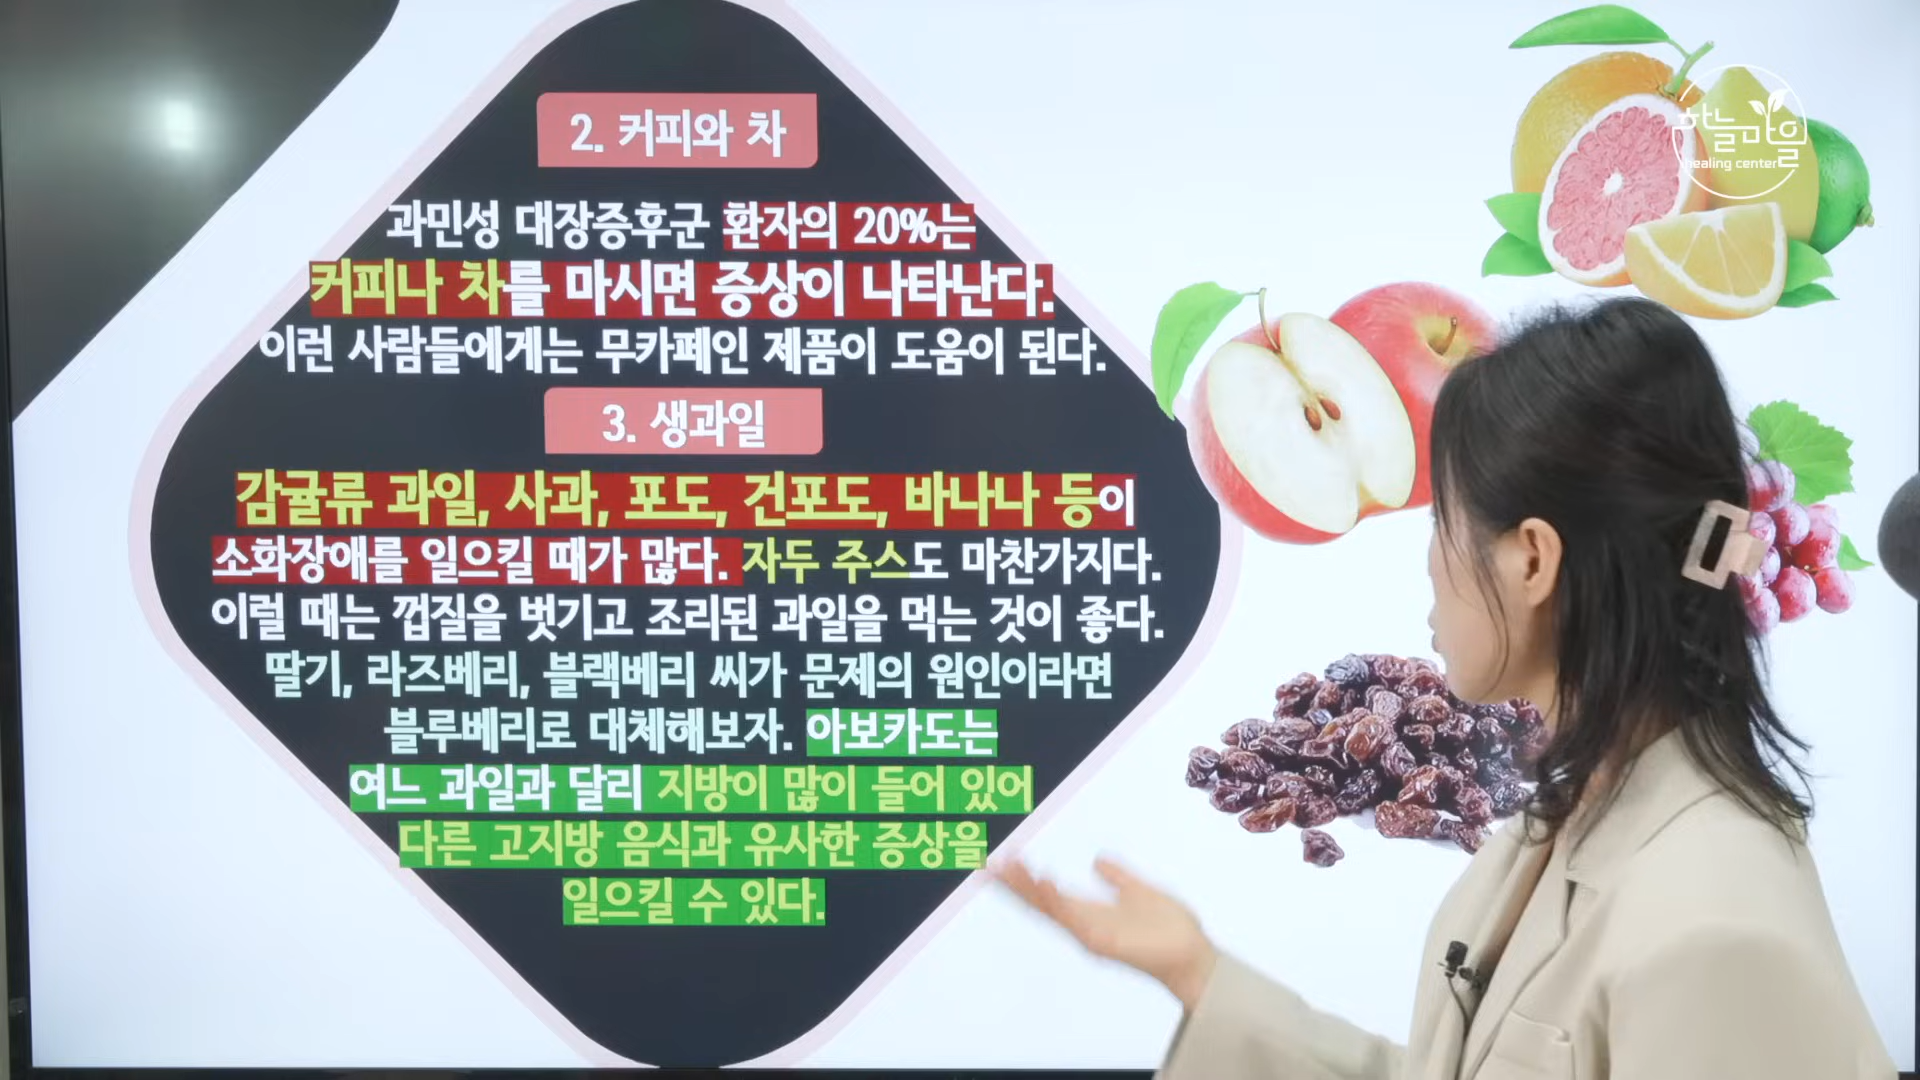 2. 커피와 차
과민성 대장증후군 환자의 20%는
커피나 차를 마시면 증상이 나타난다.
이런 사람들에게는 무카페인 제품이 도움이 된다.
3. 생과일
감귤류 과일, 사과, 포도, 건포도, 바나나 등이
소화장애를 일으킬 때가 많다. 자두 주스도 마찬가지다.
이럴 때는 껍질을 벗기고 조리된 과일을 먹는 것이 좋다.
딸기, 라즈베리, 블랙베리 씨가 문제의 원인이라면
블루베리로 대체해보자. 아보카도는
여느 과일과 달리 지방이 많이 들어 있어
다른 고지방 음식과 유사한 증상을
일으킬 수 있다.
하늘마을
healing center